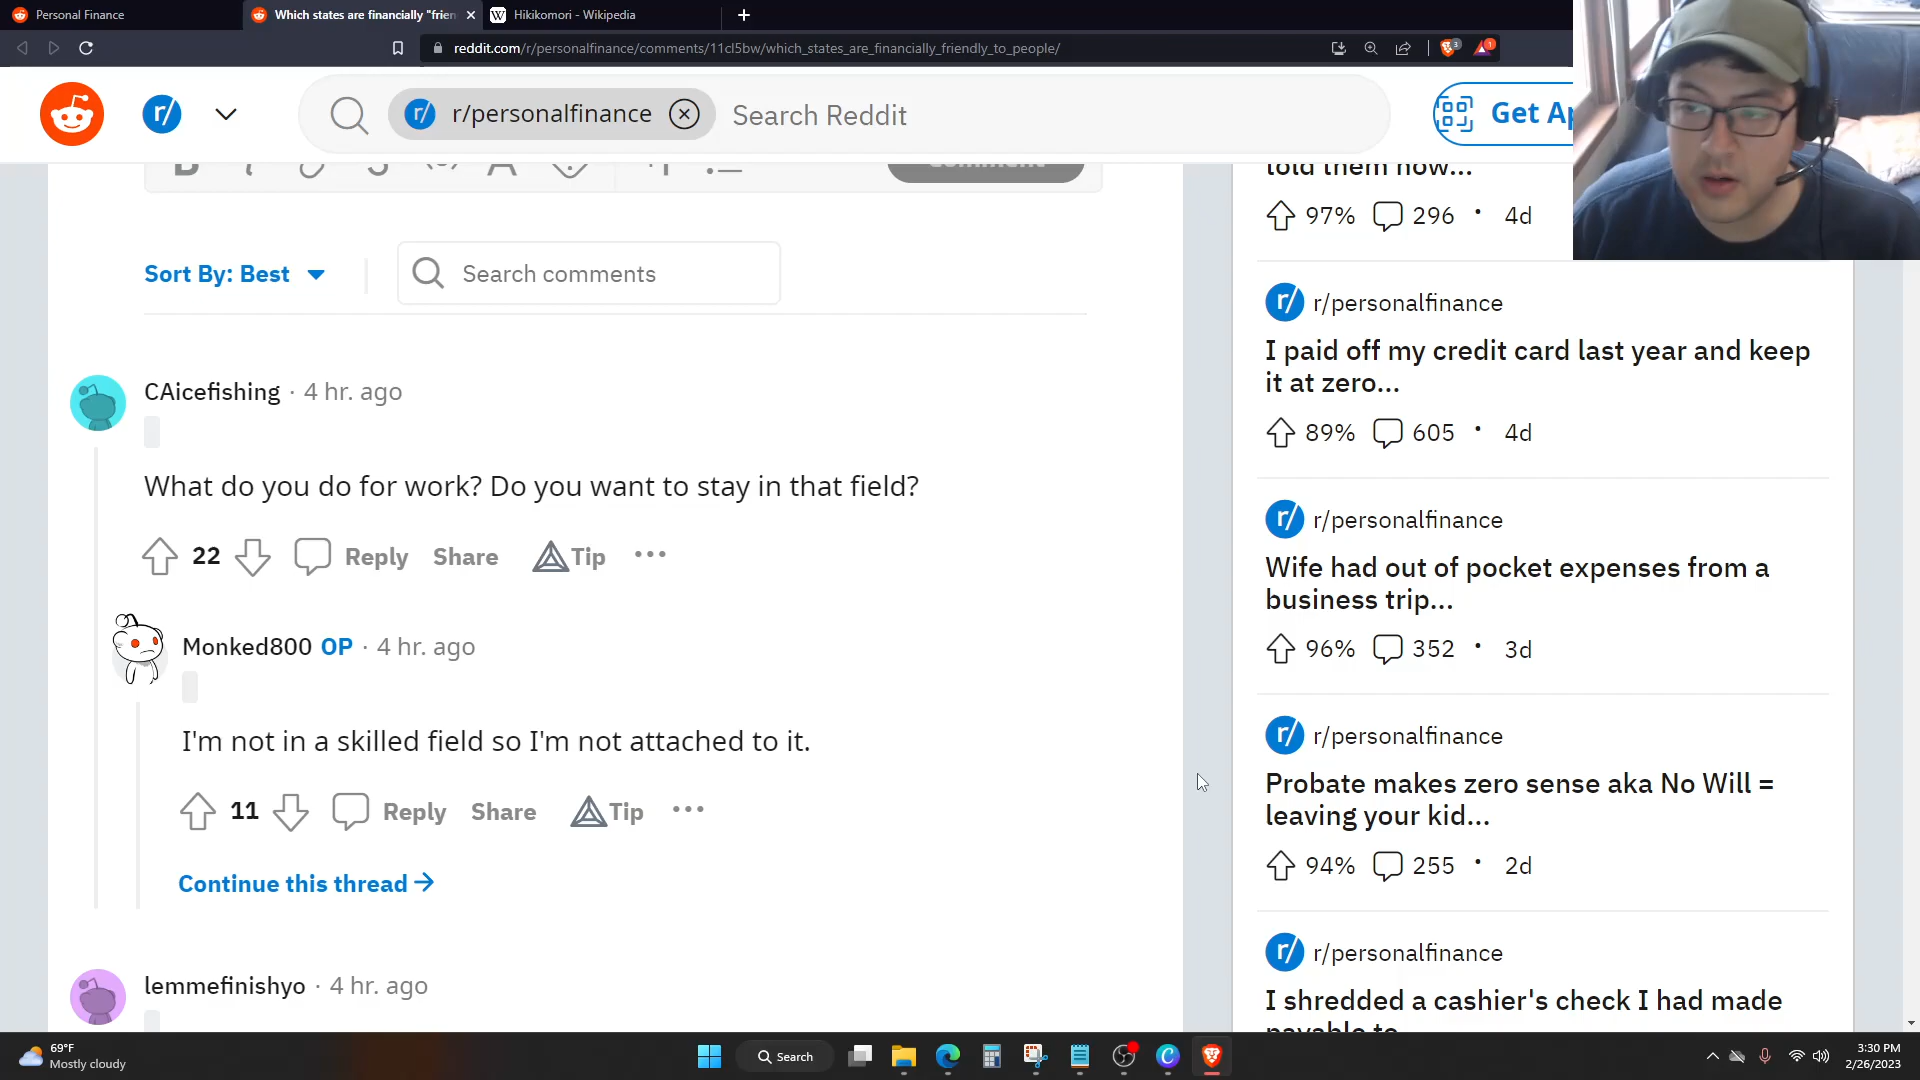 Personal Finance
Which states are financially "frien
Hikikomori - Wikipedia
reddit.com/r/personalfinance/comments/11cl5bw/which_states_are_financially_friendly_to_people/
3
1
r/
r/ r/personalfinance
Search Reddit
Get Ap
told them now...
97% 296 · 4d
Sort By: Best
Search comments
r/ r/personalfinance
I paid off my credit card last year and keep
it at zero...
89% 605 · 4d
CAicefishing · 4 hr. ago
What do you do for work? Do you want to stay in that field?
22 Reply Share Tip ···
r/ r/personalfinance
Wife had out of pocket expenses from a
business trip...
96% 352 · 3d
Monked800 OP · 4 hr. ago
I'm not in a skilled field so I'm not attached to it.
11 Reply Share Tip ···
Continue this thread
r/ r/personalfinance
Probate makes zero sense aka No Will =
leaving your kid...
94% 255 · 2d
lemmefinishyo · 4 hr. ago
r/ r/personalfinance
I shredded a cashier's check I had made
payable to
69°F
Mostly cloudy
Search
3:30 PM
2/26/2023